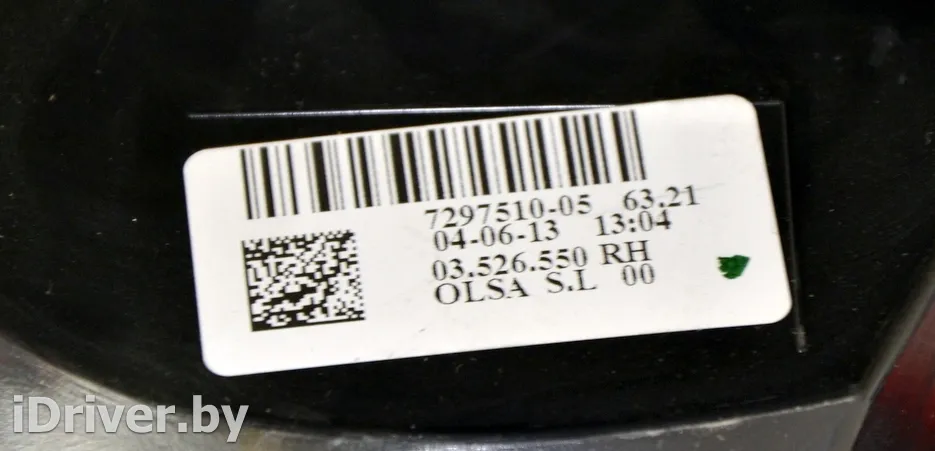 7297510-05 63.21
04-06-13 13:04
03.526.550 RH
OLSA S.L 00
iDriver.by